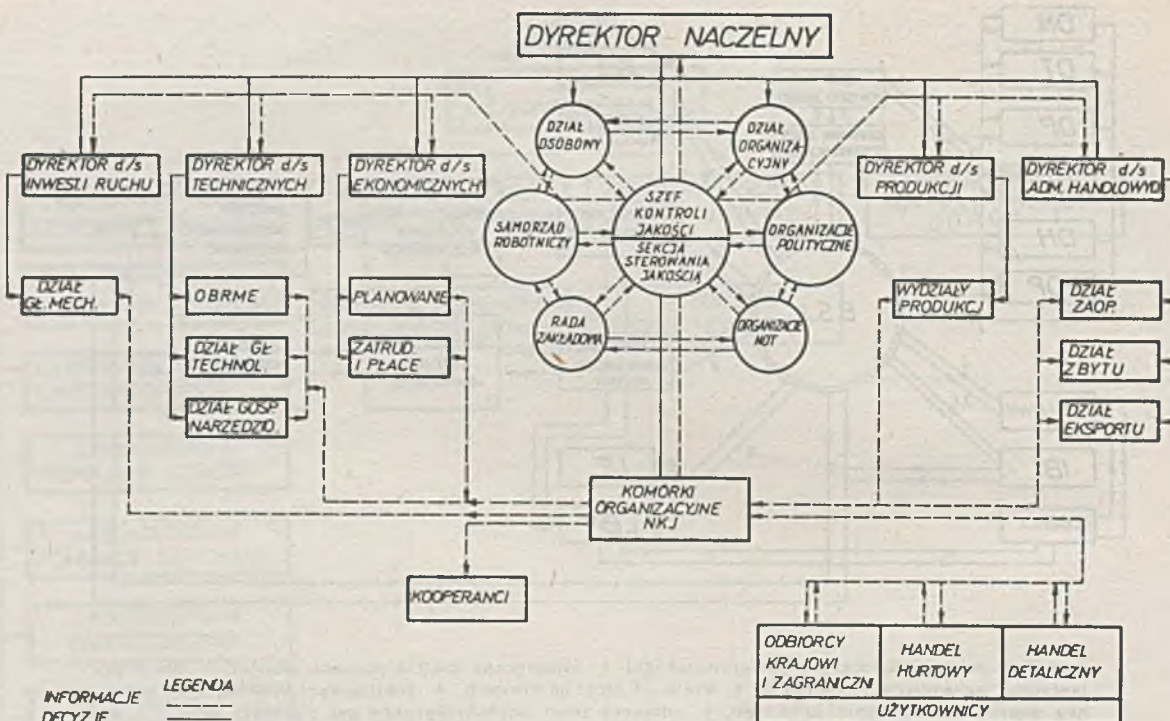 DYREKTOR NACZELNY
DZIAŁ
OSOBOWY
DZIAŁ
ORGANIZA-
CYJNY
DYREKTOR d/s
INWEST. I RUCHU
DYREKTOR d/s
TECHNICZNYCH
DYREKTOR d/s
EKONOMICZNYCH
SZEF
KONTROLI
JAKOŚCI
SEKCJA
STEROWANIA
JAKOŚCIĄ
DYREKTOR d/s
PRODUKCJI
DYREKTOR d/s
ADM. HANDLOWYCH
SAMORZĄD
ROBOTNICZY
ORGANIZACJE
POLITYCZNE
DZIAŁ
GŁ. MECH.
OBRME
PLANOWANIE
RADA
ZAKŁADOWA
ORGANIZACJE
NOT
WYDZIAŁY
PRODUKCJ
DZIAŁ
ZAOP.
DZIAŁ GŁ.
TECHNOL.
ZATRUD.
I PŁACE
DZIAŁ
ZBYTU
DZIAŁ GOSP.
NARZĘDZIO.
DZIAŁ
EKSPORTU
KOMÓRKI
ORGANIZACYJNE
NKJ
KOOPERANCI
ODBIORCY
KRAJOWI
I ZAGRANICZNI
HANDEL
HURTOWY
HANDEL
DETALICZNY
UŻYTKOWNICY
LEGENDA
INFORMACJE
DECYZJE